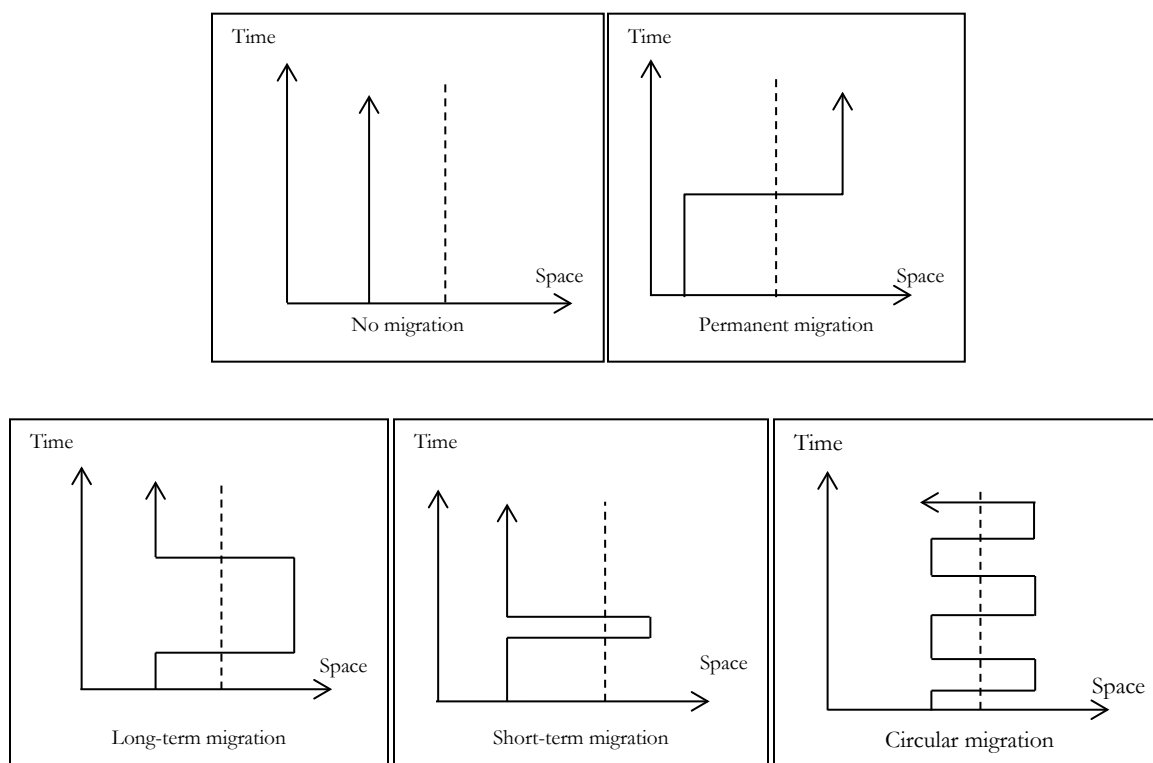 Time
Space
No migration
Time
Space
Permanent migration
Time
Space
Long-term migration
Time
Space
Short-term migration
Time
Space
Circular migration